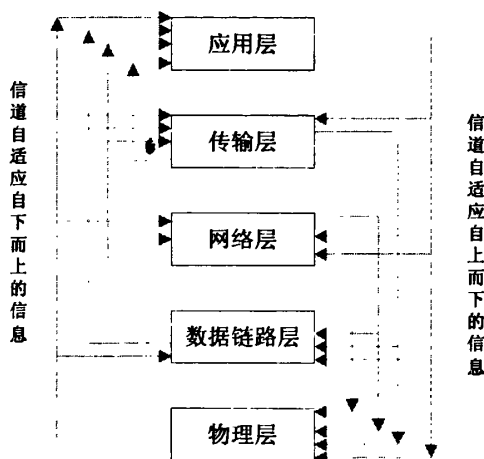 应用层
传输层
网络层
数据链路层
物理层
信道自适应自下而上的信息
信道自适应自上而下的信息